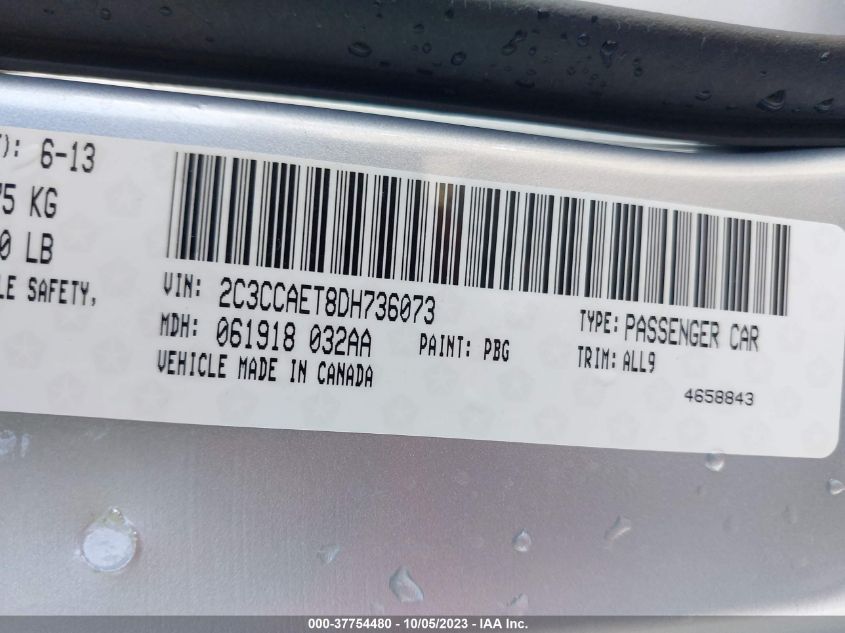 ): 6-13
75 KG
0 LB
LE SAFETY,
VIN: 2C3CCAET8DH736073
MDH: 061918 032AA
PAINT: PBG
VEHICLE MADE IN CANADA
TYPE: PASSENGER CAR
TRIM: ALL9
4658843
000-37754480 - 10/05/2023 - IAA Inc.